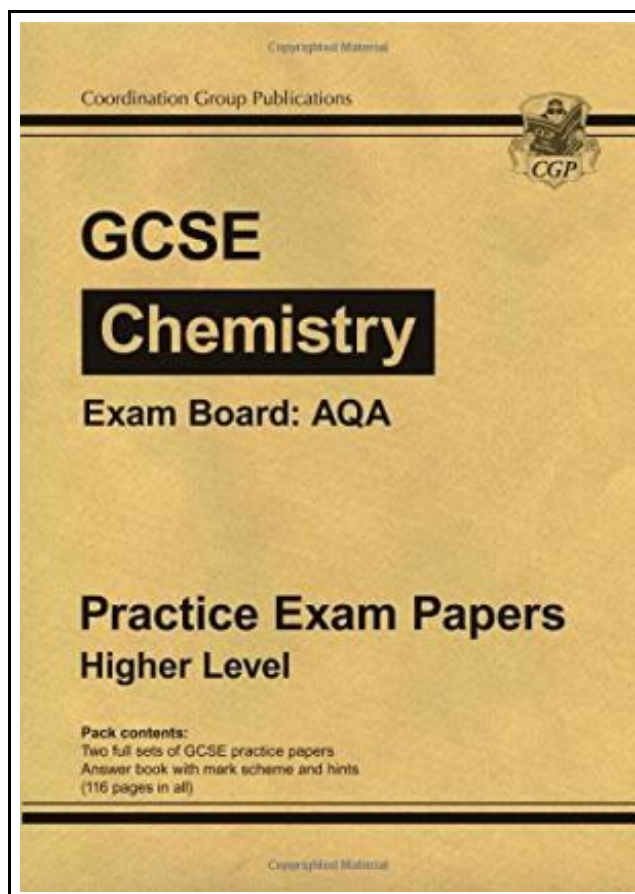 Copyrighted Material
Coordination Group Publications
CGP
GCSE
Chemistry
Exam Board: AQA
Practice Exam Papers
Higher Level
Pack contents:
Two full sets of GCSE practice papers
Answer book with mark scheme and hints
(116 pages in all)
Copyrighted Material